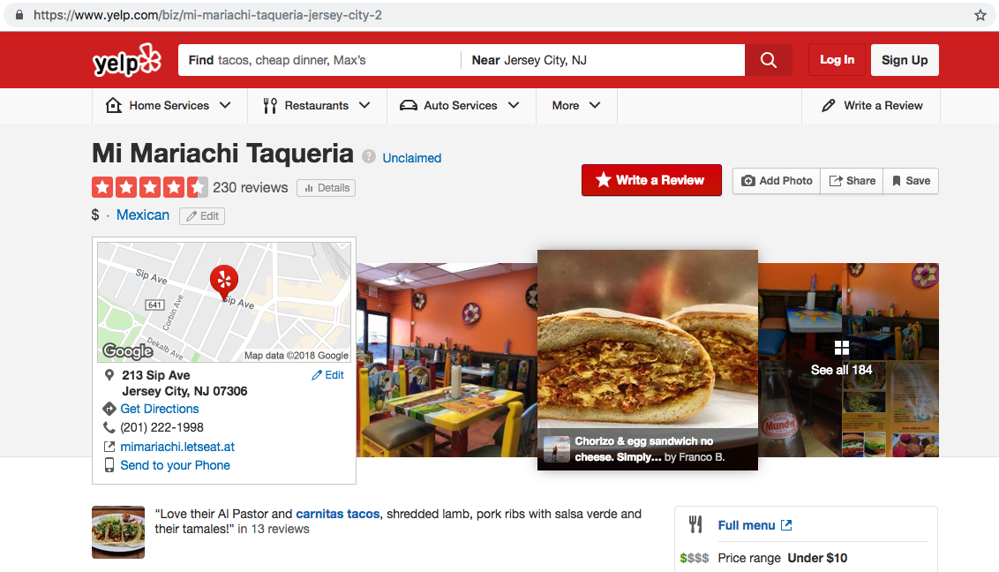 https://www.yelp.com/biz/mi-mariachi-taqueria-jersey-city-2
yelp
Find tacos, cheap dinner, Max's
Near Jersey City, NJ
Log In
Sign Up
Home Services
Restaurants
Auto Services
More
Write a Review
Mi Mariachi Taqueria
? Unclaimed
230 reviews
Details
$ · Mexican
Edit
Write a Review
Add Photo
Share
Save
Sip Ave
Sip Ave
641
Corbin Ave
Dekalb Ave
Google
Map data ©2018 Google
213 Sip Ave
Jersey City, NJ 07306
Edit
Get Directions
(201) 222-1998
mimariachi.letseat.at
Send to your Phone
Chorizo & egg sandwich no
cheese. Simply... by Franco B.
See all 184
Mundet
“Love their Al Pastor and carnitas tacos, shredded lamb, pork ribs with salsa verde and
their tamales!” in 13 reviews
Full menu
$$$$ Price range Under $10